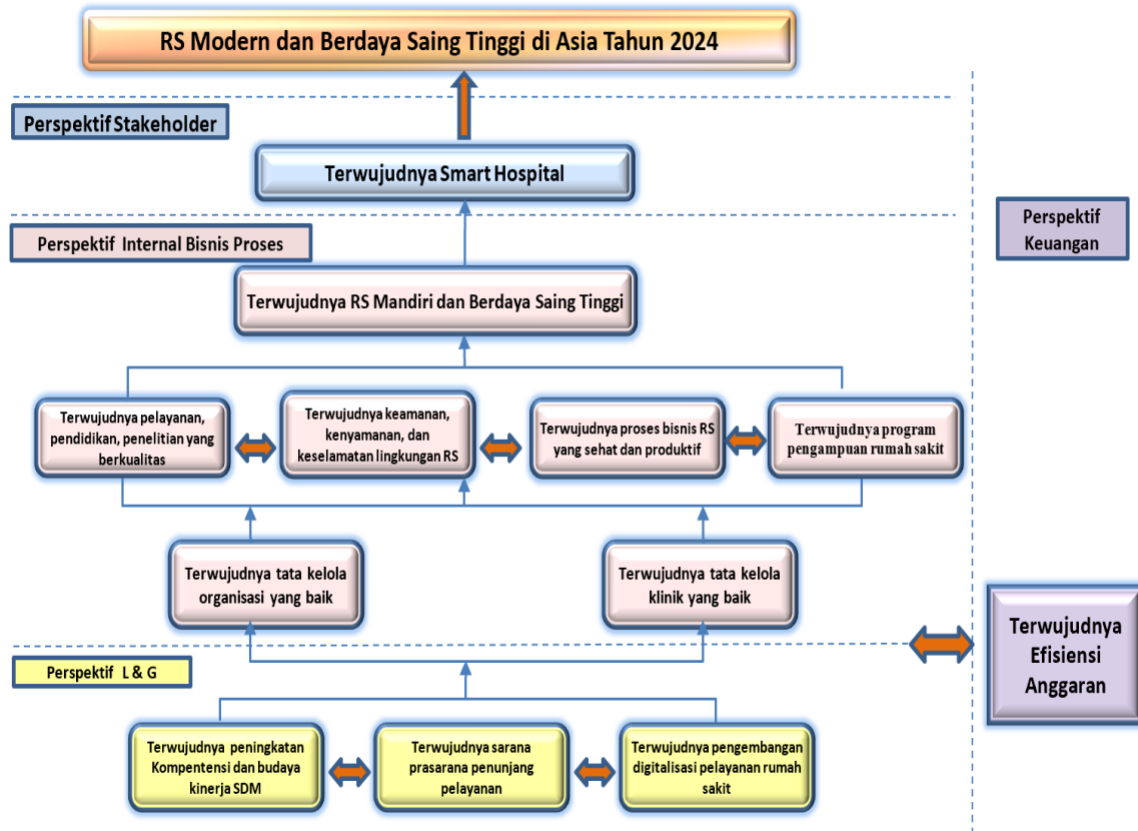 RS Modern dan Berdaya Saing Tinggi di Asia Tahun 2024
Perspektif Stakeholder
Terwujudnya Smart Hospital
Perspektif
Keuangan
Perspektif Internal Bisnis Proses
Terwujudnya RS Mandiri dan Berdaya Saing Tinggi
Terwujudnya pelayanan,
pendidikan, penelitian yang
berkualitas
Terwujudnya keamanan,
kenyamanan, dan
keselamatan lingkungan RS
Terwujudnya proses bisnis RS
yang sehat dan produktif
Terwujudnya program
pengampuan rumah sakit
Terwujudnya tata kelola
organisasi yang baik
Terwujudnya tata kelola
klinik yang baik
Terwujudnya
Efisiensi
Anggaran
Perspektif L & G
Terwujudnya peningkatan
Kompentensi dan budaya
kinerja SDM
Terwujudnya sarana
prasarana penunjang
pelayanan
Terwujudnya pengembangan
digitalisasi pelayanan rumah
sakit